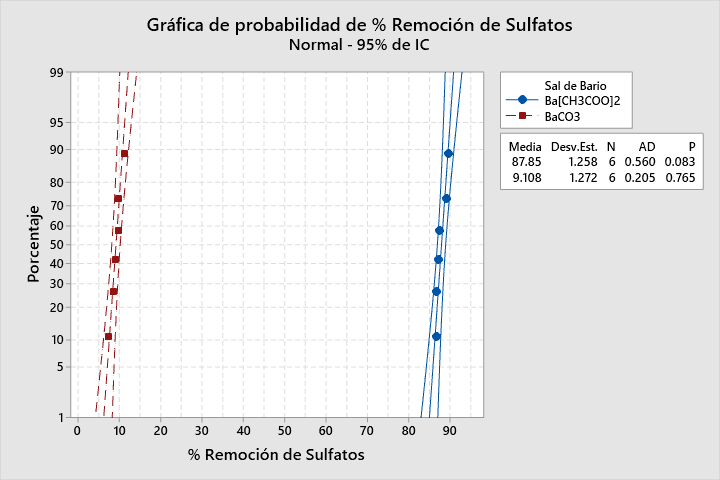 Gráfica de probabilidad de % Remoción de Sulfatos
Normal - 95% de IC
99
95
90
80
70
60
50
40
30
20
10
5
1
Porcentaje
0 10 20 30 40 50 60 70 80 90
% Remoción de Sulfatos
Sal de Bario
Ba[CH3COO]2
BaCO3
Media Desv.Est. N AD P
87.85 1.258 6 0.560 0.083
9.108 1.272 6 0.205 0.765